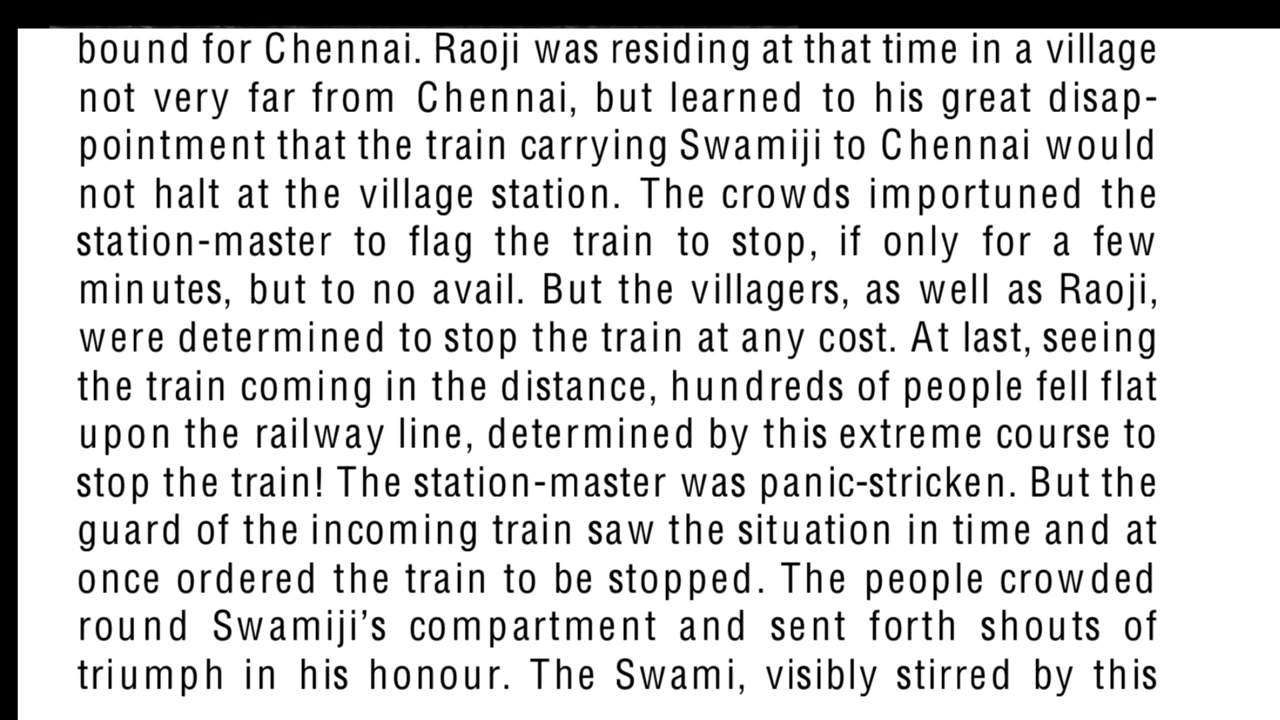 bound for Chennai. Raoji was residing at that time in a village
not very far from Chennai, but learned to his great disap-
pointment that the train carrying Swamiji to Chennai would
not halt at the village station. The crowds importuned the
station-master to flag the train to stop, if only for a few
minutes, but to no avail. But the villagers, as well as Raoji,
were determined to stop the train at any cost. At last, seeing
the train coming in the distance, hundreds of people fell flat
upon the railway line, determined by this extreme course to
stop the train! The station-master was panic-stricken. But the
guard of the incoming train saw the situation in time and at
once ordered the train to be stopped. The people crowded
round Swamiji’s compartment and sent forth shouts of
triumph in his honour. The Swami, visibly stirred by this